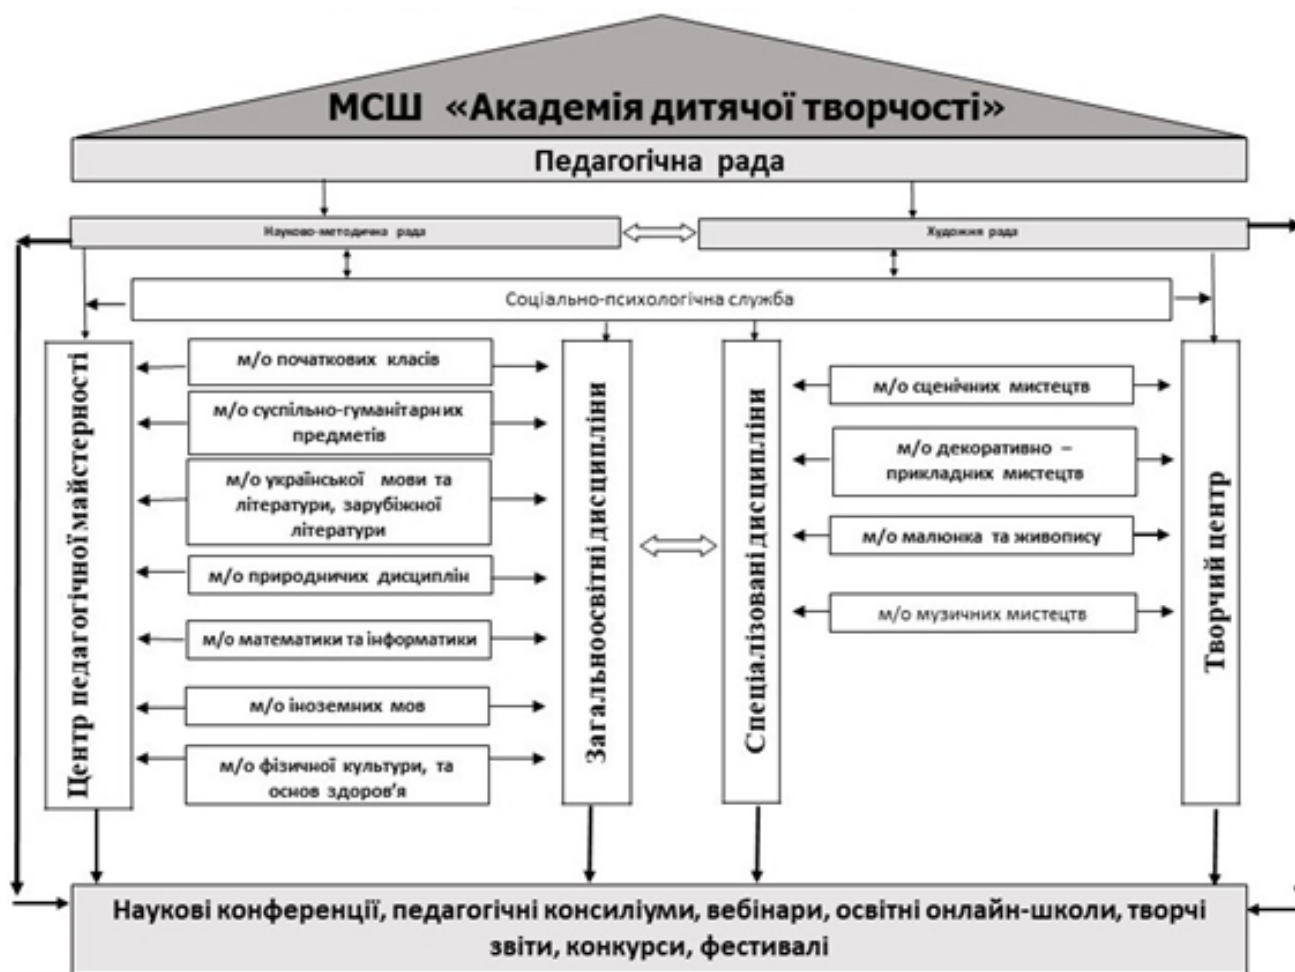 МСШ «Академія дитячої творчості»
Педагогічна рада
Науково-методична рада
Художня рада
Соціально-психологічна служба
Центр педагогічної майстерності
м/о початкових класів
м/о суспільно-гуманітарних
предметів
м/о української мови та
літератури, зарубіжної
літератури
м/о природничих дисциплін
м/о математики та інформатики
м/о іноземних мов
м/о фізичної культури, та
основ здоров'я
Загальноосвітні дисципліни
Спеціалізовані дисципліни
м/о сценічних мистецтв
м/о декоративно –
прикладних мистецтв
м/о малюнка та живопису
м/о музичних мистецтв
Творчий центр
Наукові конференції, педагогічні консиліуми, вебінари, освітні онлайн-школи, творчі
звіти, конкурси, фестивалі